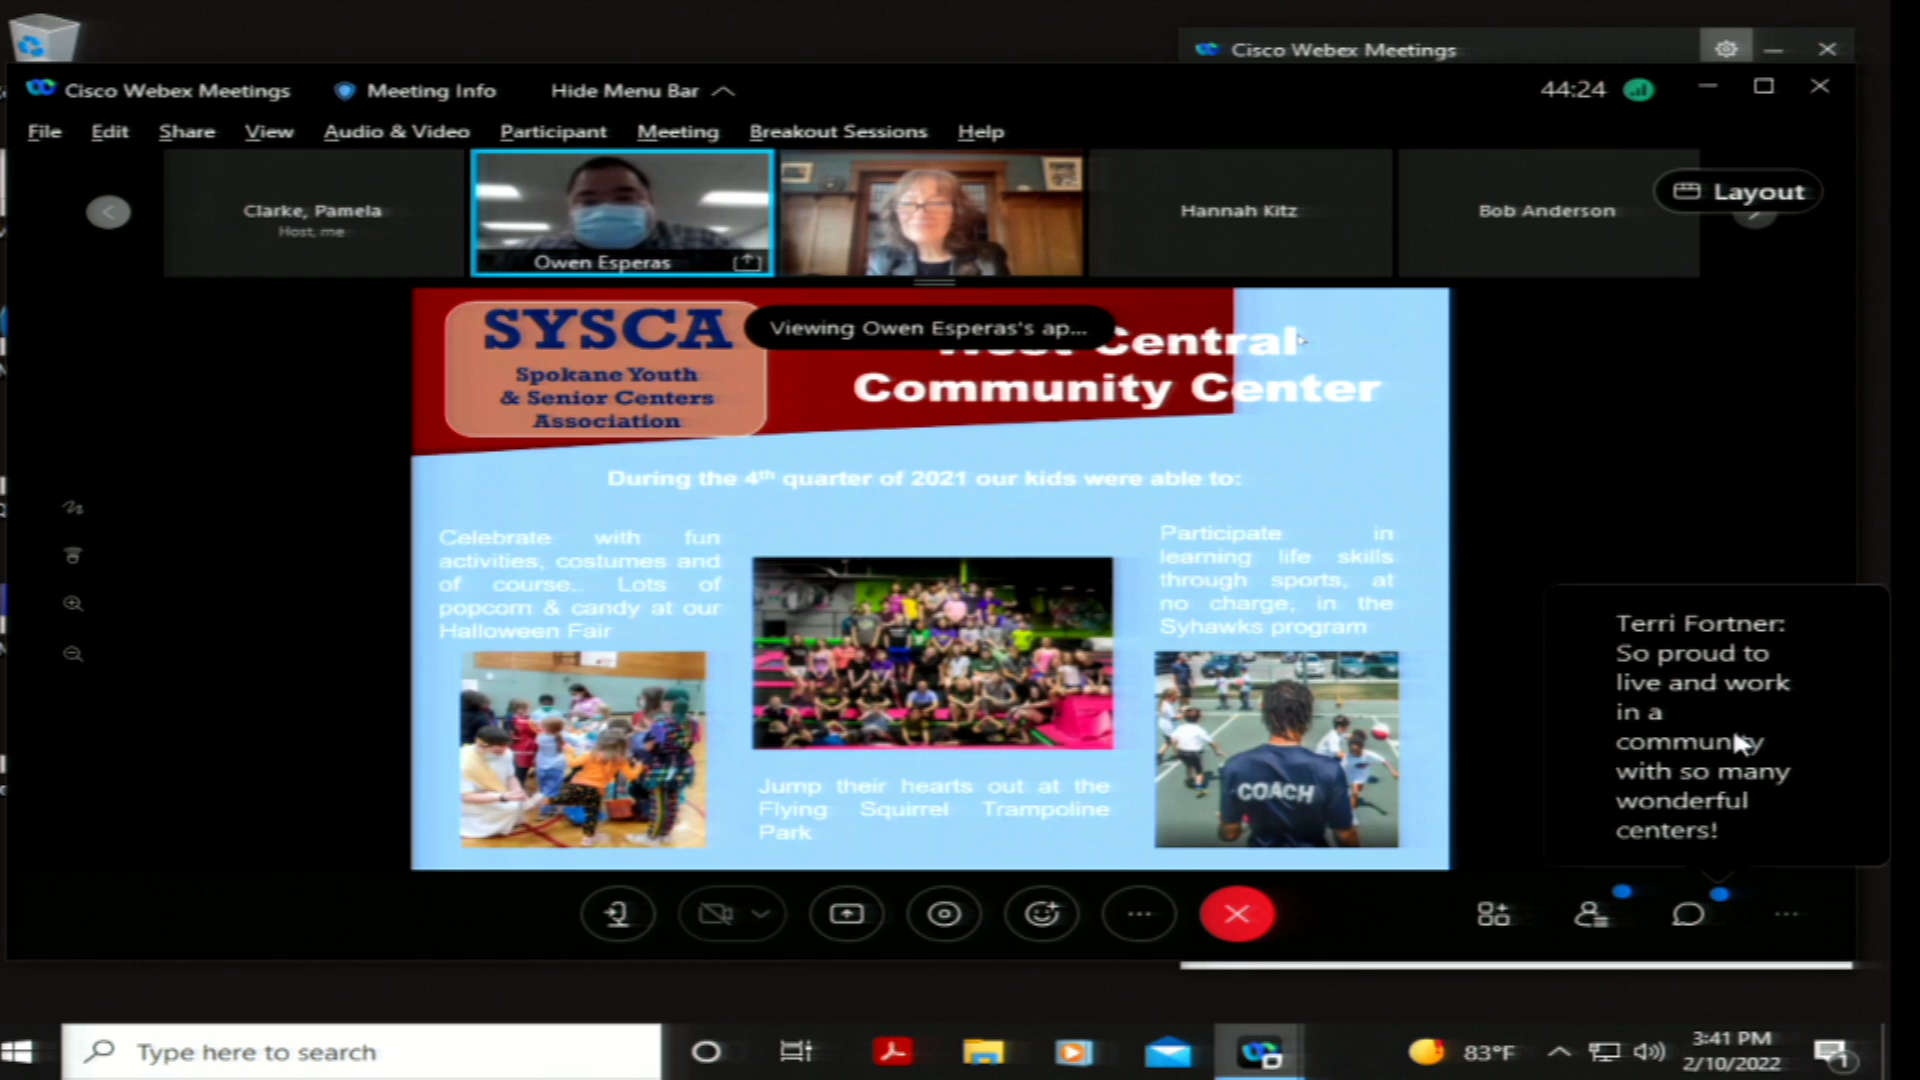 Cisco Webex Meetings
Cisco Webex Meetings
Meeting Info
Hide Menu Bar
44:24
File
Edit
Share
View
Audio & Video
Participant
Meeting
Breakout Sessions
Help
Clarke, Pamela
Host, me
Owen Esperas
Hannah Kitz
Bob Anderson
Layout
SYSCA
Spokane Youth
& Senior Centers
Association
Viewing Owen Esperas's ap...
West Central
Community Center
During the 4th quarter of 2021 our kids were able to:
Celebrate with fun
activities, costumes and
of course.. Lots of
popcorn & candy at our
Halloween Fair
Jump their hearts out at the
Flying Squirrel Trampoline
Park
Participate in
learning life skills
through sports, at
no charge, in the
Syhawks program
COACH
Terri Fortner:
So proud to
live and work
in a
community
with so many
wonderful
centers!
Type here to search
83°F
3:41 PM
2/10/2022
1